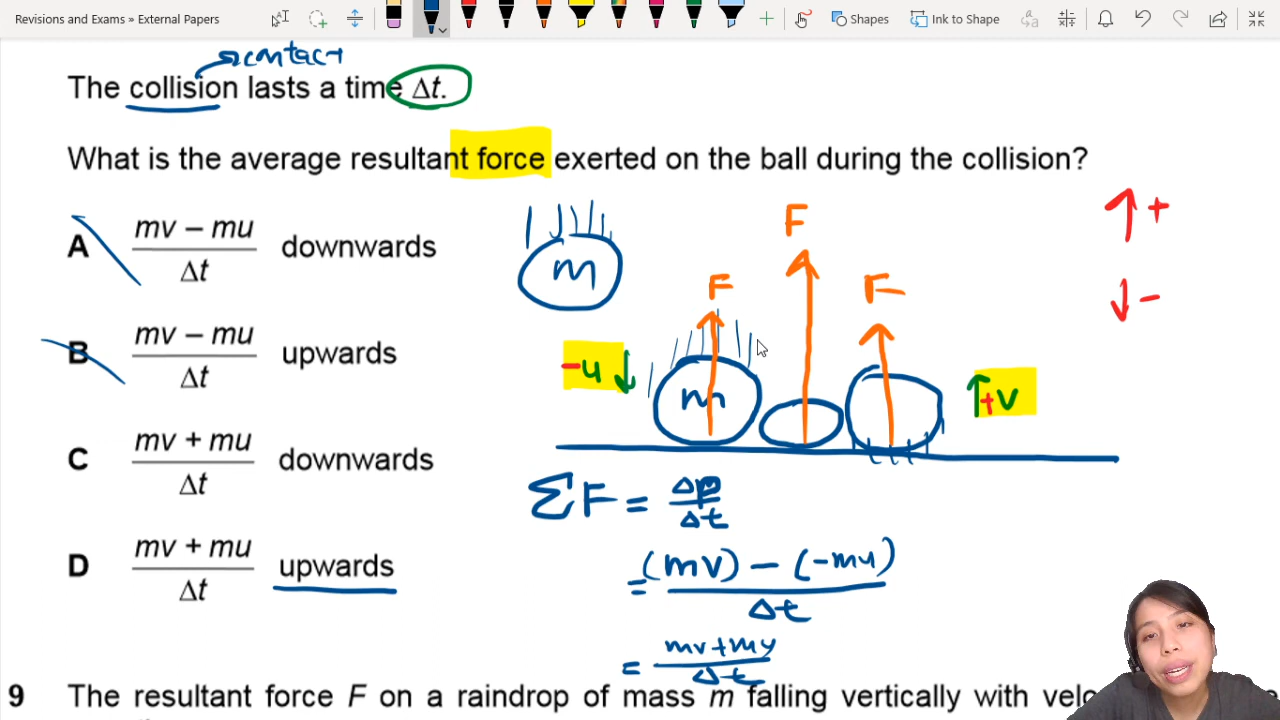 Revisions and Exams » External Papers
Shapes
Ink to Shape
contact
The collision lasts a time Δt.
What is the average resultant force exerted on the ball during the collision?
A mv − mu / Δt downwards
B mv − mu / Δt upwards
C mv + mu / Δt downwards
D mv + mu / Δt upwards
m
F
F
F
↑ +
↓ −
−u ↓
m
↑ +v
ΣF = Δp / Δt
= (mv) − (−mu) / Δt
= mv + mu / Δt
9 The resultant force F on a raindrop of mass m falling vertically with